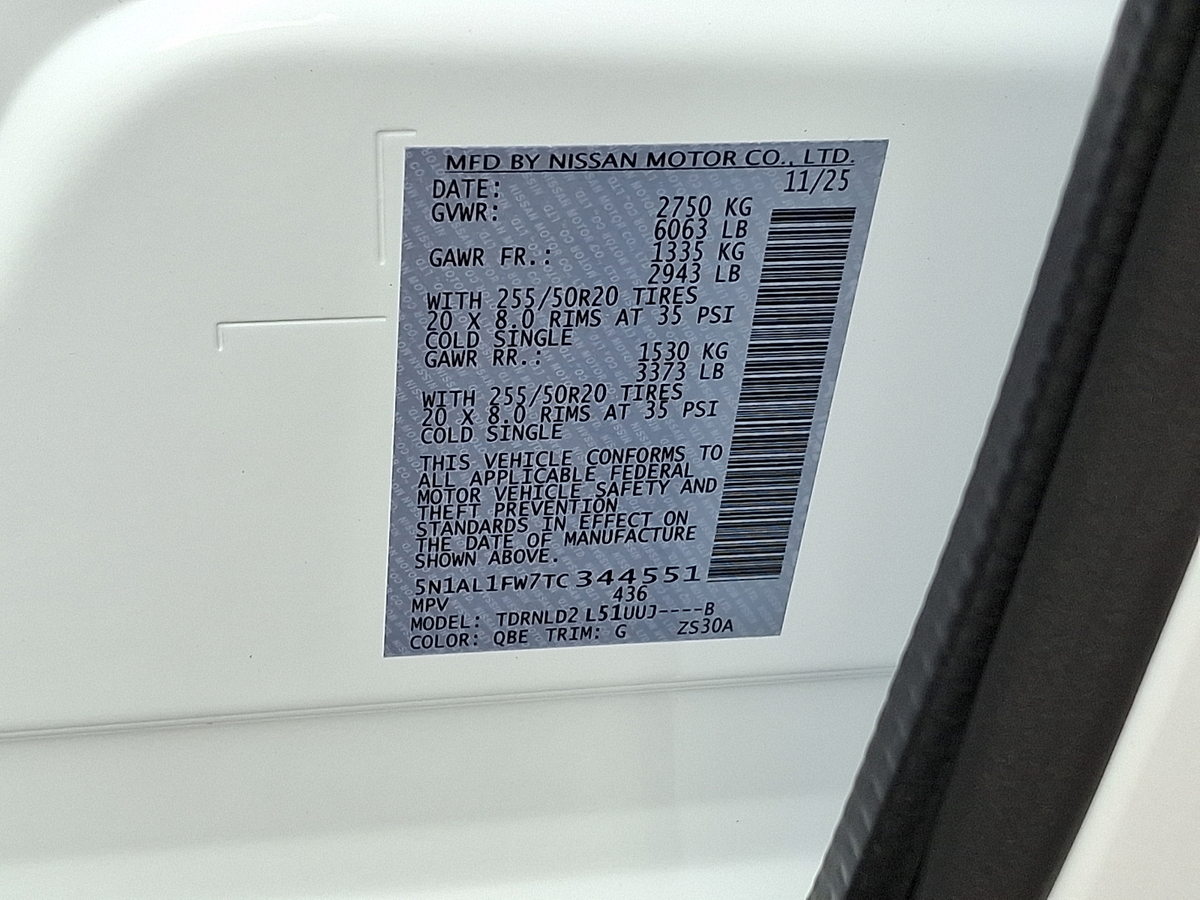 MFD BY NISSAN MOTOR CO., LTD.
DATE: 11/25
GVWR: 2750 KG
6063 LB
GAWR FR.: 1335 KG
2943 LB
WITH 255/50R20 TIRES
20 X 8.0 RIMS AT 35 PSI
COLD SINGLE
GAWR RR.: 1530 KG
3373 LB
WITH 255/50R20 TIRES
20 X 8.0 RIMS AT 35 PSI
COLD SINGLE
THIS VEHICLE CONFORMS TO
ALL APPLICABLE FEDERAL
MOTOR VEHICLE SAFETY AND
THEFT PREVENTION
STANDARDS IN EFFECT ON
THE DATE OF MANUFACTURE
SHOWN ABOVE.
5N1AL1FW7TC344551
MPV 436
MODEL: TDRNLD2 L51UUJ----B
COLOR: QBE TRIM: G ZS30A